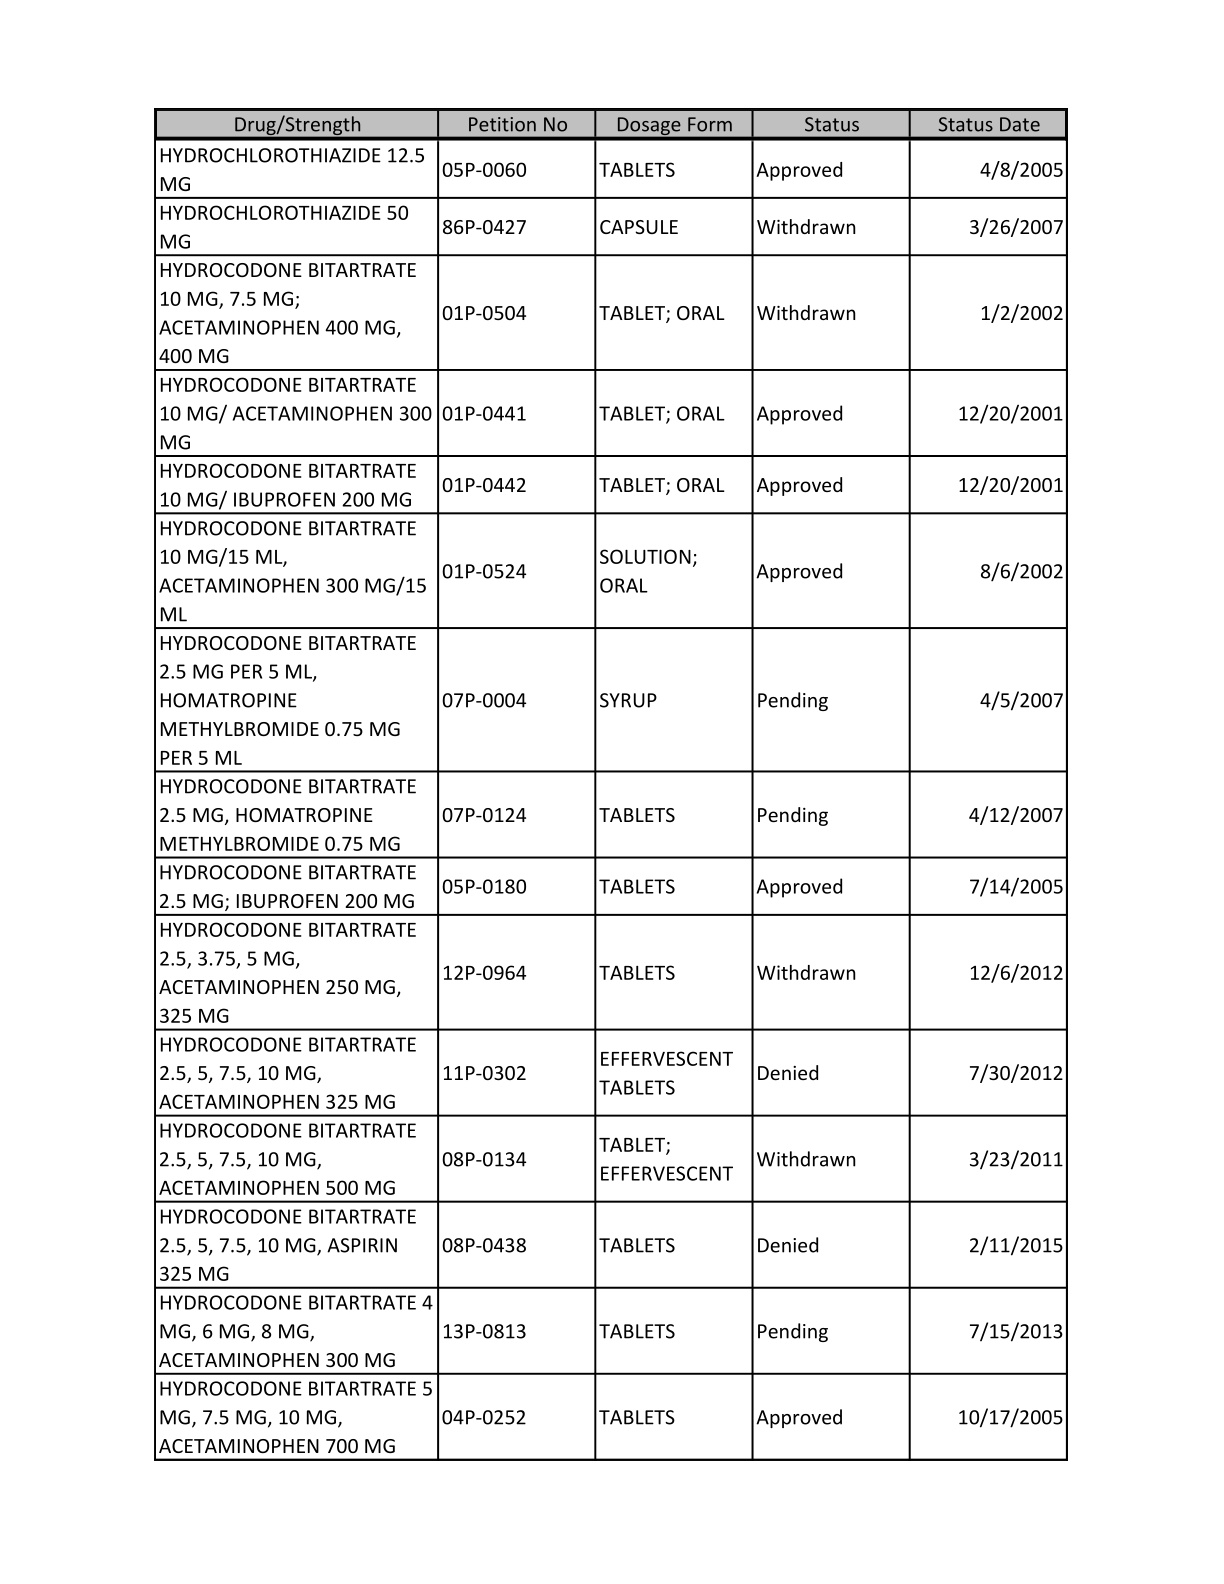 Drug/Strength Petition No Dosage Form Status Status Date
HYDROCHLOROTHIAZIDE 12.5
MG
05P-0060 TABLETS Approved 4/8/2005
HYDROCHLOROTHIAZIDE 50
MG
86P-0427 CAPSULE Withdrawn 3/26/2007
HYDROCODONE BITARTRATE
10 MG, 7.5 MG;
ACETAMINOPHEN 400 MG,
400 MG
01P-0504 TABLET; ORAL Withdrawn 1/2/2002
HYDROCODONE BITARTRATE
10 MG/ ACETAMINOPHEN 300
MG
01P-0441 TABLET; ORAL Approved 12/20/2001
HYDROCODONE BITARTRATE
10 MG/ IBUPROFEN 200 MG
01P-0442 TABLET; ORAL Approved 12/20/2001
HYDROCODONE BITARTRATE
10 MG/15 ML,
ACETAMINOPHEN 300 MG/15
ML
01P-0524
SOLUTION;
ORAL
Approved 8/6/2002
HYDROCODONE BITARTRATE
2.5 MG PER 5 ML,
HOMATROPINE
METHYLBROMIDE 0.75 MG
PER 5 ML
07P-0004 SYRUP Pending 4/5/2007
HYDROCODONE BITARTRATE
2.5 MG, HOMATROPINE
METHYLBROMIDE 0.75 MG
07P-0124 TABLETS Pending 4/12/2007
HYDROCODONE BITARTRATE
2.5 MG; IBUPROFEN 200 MG
05P-0180 TABLETS Approved 7/14/2005
HYDROCODONE BITARTRATE
2.5, 3.75, 5 MG,
ACETAMINOPHEN 250 MG,
325 MG
12P-0964 TABLETS Withdrawn 12/6/2012
HYDROCODONE BITARTRATE
2.5, 5, 7.5, 10 MG,
ACETAMINOPHEN 325 MG
11P-0302
EFFERVESCENT
TABLETS
Denied 7/30/2012
HYDROCODONE BITARTRATE
2.5, 5, 7.5, 10 MG,
ACETAMINOPHEN 500 MG
08P-0134
TABLET;
EFFERVESCENT
Withdrawn 3/23/2011
HYDROCODONE BITARTRATE
2.5, 5, 7.5, 10 MG, ASPIRIN
325 MG
08P-0438 TABLETS Denied 2/11/2015
HYDROCODONE BITARTRATE 4
MG, 6 MG, 8 MG,
ACETAMINOPHEN 300 MG
13P-0813 TABLETS Pending 7/15/2013
HYDROCODONE BITARTRATE 5
MG, 7.5 MG, 10 MG,
ACETAMINOPHEN 700 MG
04P-0252 TABLETS Approved 10/17/2005